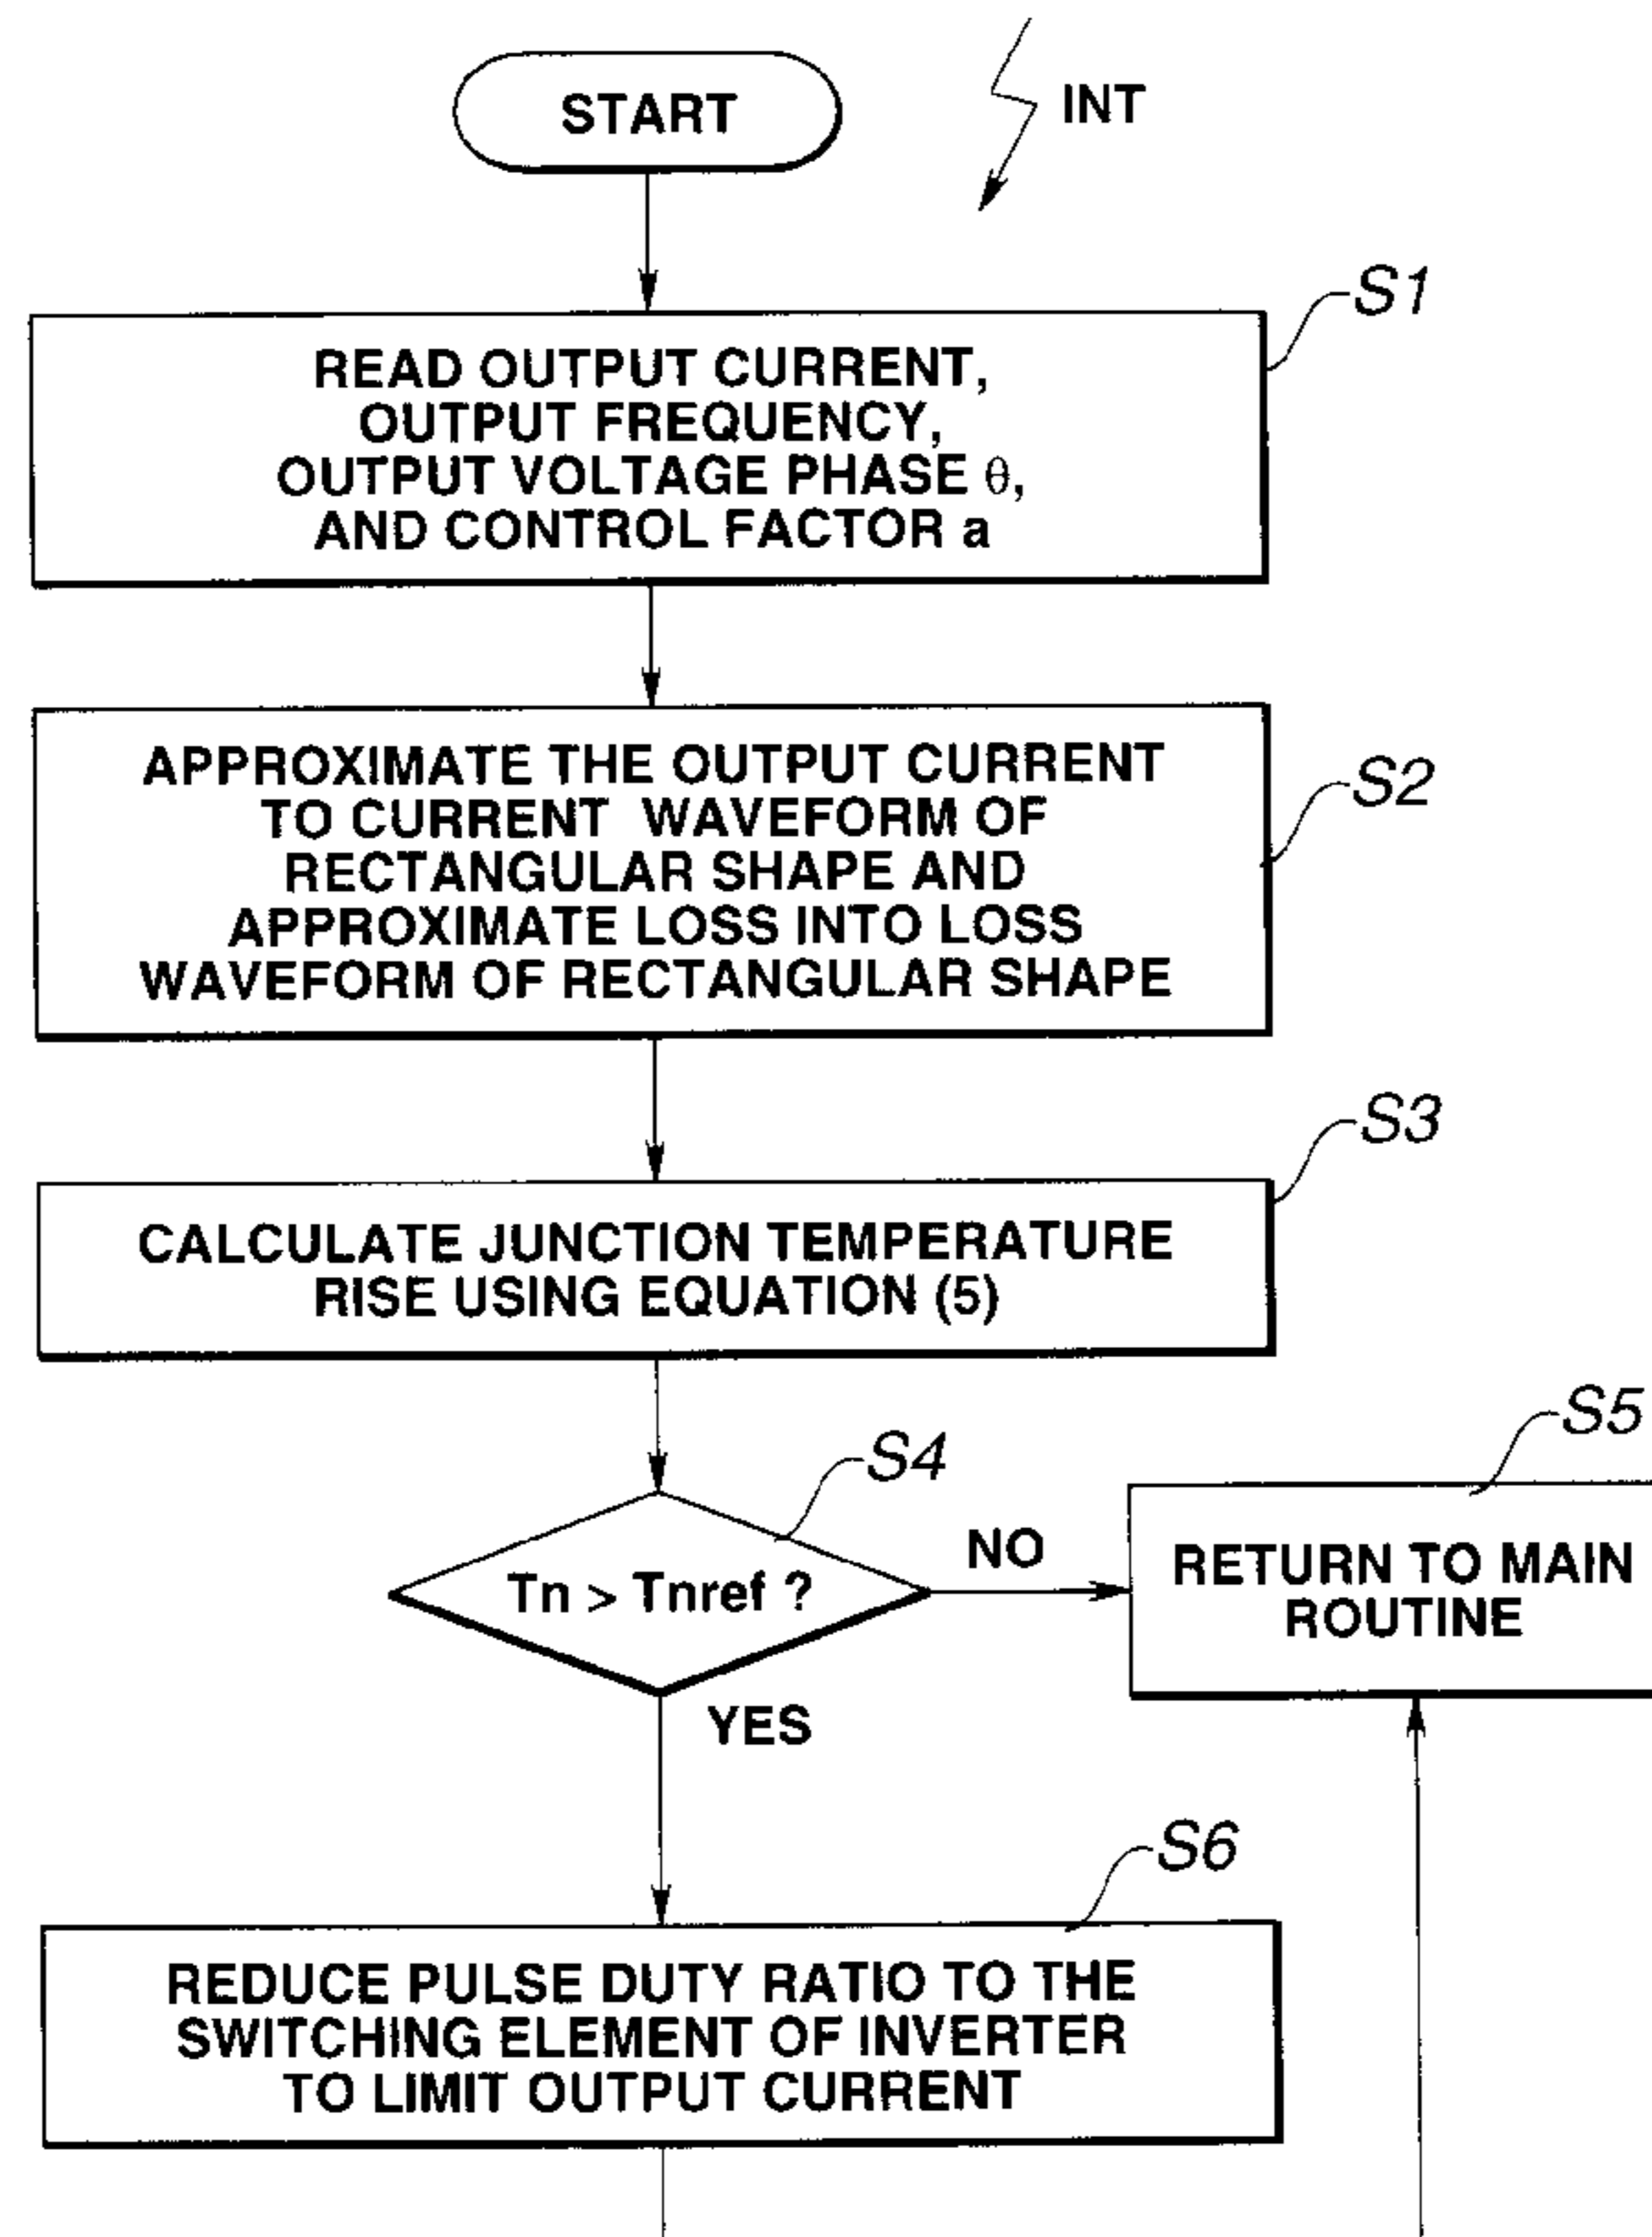 START
INT
S1
READ OUTPUT CURRENT,
OUTPUT FREQUENCY,
OUTPUT VOLTAGE PHASE θ,
AND CONTROL FACTOR a
S2
APPROXIMATE THE OUTPUT CURRENT
TO CURRENT WAVEFORM OF
RECTANGULAR SHAPE AND
APPROXIMATE LOSS INTO LOSS
WAVEFORM OF RECTANGULAR SHAPE
S3
CALCULATE JUNCTION TEMPERATURE
RISE USING EQUATION (5)
S4
Tn > Tnref ?
NO
S5
RETURN TO MAIN
ROUTINE
YES
S6
REDUCE PULSE DUTY RATIO TO THE
SWITCHING ELEMENT OF INVERTER
TO LIMIT OUTPUT CURRENT